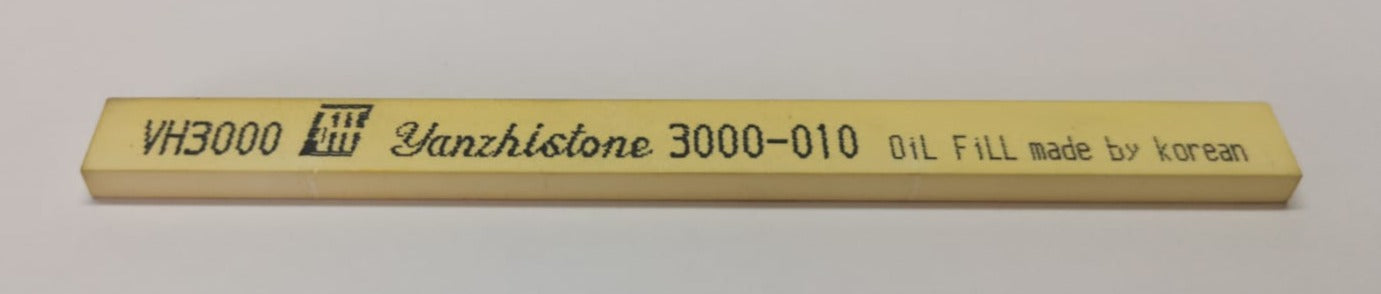 VH3000 Yanzhistone 3000-010 OiL FiLL made by korean